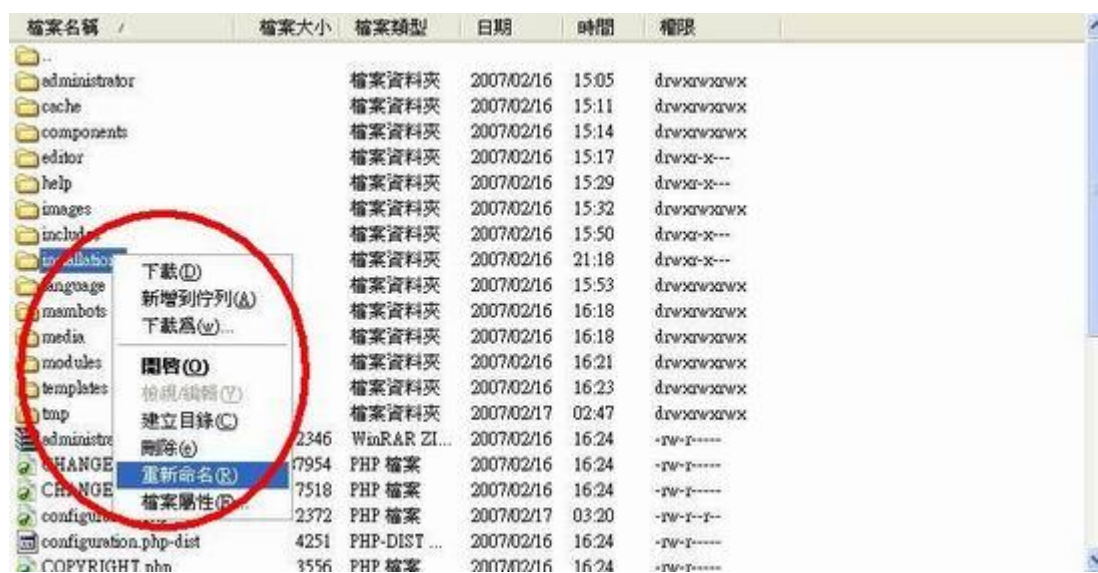 檔案名稱 / 檔案大小 檔案類型 日期 時間 權限
..
administrator 檔案資料夾 2007/02/16 15:05 drwxrwxrwx
cache 檔案資料夾 2007/02/16 15:11 drwxrwxrwx
components 檔案資料夾 2007/02/16 15:14 drwxrwxrwx
editor 檔案資料夾 2007/02/16 15:17 drwxr-x---
help 檔案資料夾 2007/02/16 15:29 drwxr-x---
images 檔案資料夾 2007/02/16 15:32 drwxrwxrwx
includes 檔案資料夾 2007/02/16 15:50 drwxr-x---
installation 檔案資料夾 2007/02/16 21:18 drwxr-x---
下載(D)
language 檔案資料夾 2007/02/16 15:53 drwxrwxrwx
新增到佇列(A)
mambots 檔案資料夾 2007/02/16 16:18 drwxrwxrwx
下載為(w)...
media 檔案資料夾 2007/02/16 16:18 drwxrwxrwx
modules 檔案資料夾 2007/02/16 16:21 drwxrwxrwx
開啓(O)
templates 檔案資料夾 2007/02/16 16:23 drwxrwxrwx
檢視/編輯(V)
tmp 檔案資料夾 2007/02/17 02:47 drwxrwxrwx
建立目錄(C)
administra 2346 WinRAR ZI... 2007/02/16 16:24 -rw-r-----
刪除(e)
CHANGE 7954 PHP 檔案 2007/02/16 16:24 -rw-r-----
重新命名(R)
CHANGE 7518 PHP 檔案 2007/02/16 16:24 -rw-r-----
檔案屬性(F)...
configura 2372 PHP 檔案 2007/02/17 03:20 -rw-r--r--
configuration.php-dist 4251 PHP-DIST ... 2007/02/16 16:24 -rw-r-----
COPYRIGHT.php 3556 PHP 檔案 2007/02/16 16:24 -rw-r-----